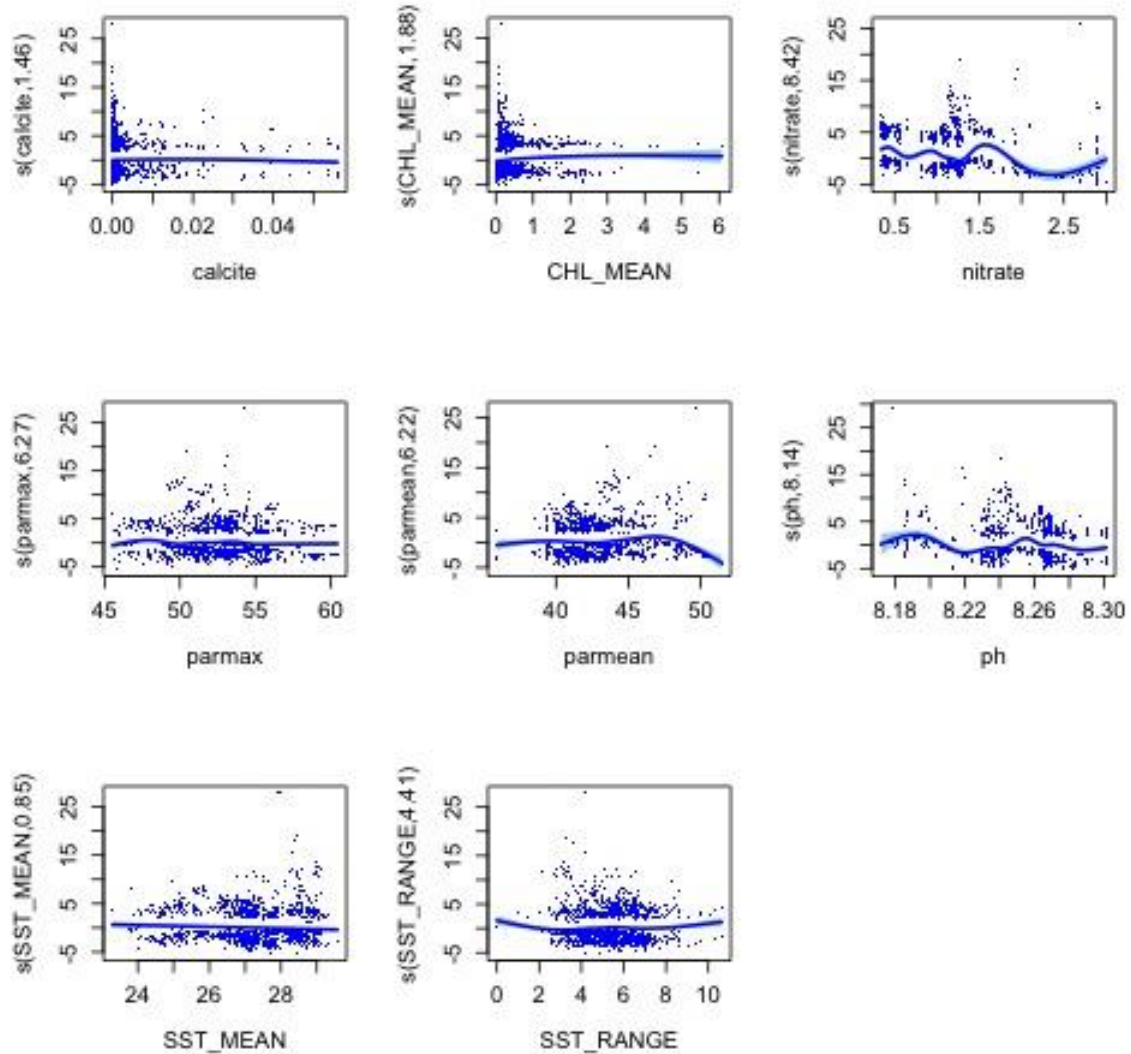 s(calcite,1.46)
25
15
5
-5
0.00 0.02 0.04
calcite
s(CHL_MEAN,1.88)
25
15
5
-5
0 1 2 3 4 5 6
CHL_MEAN
s(nitrate,8.42)
25
15
5
-5
0.5 1.5 2.5
nitrate
s(parmax,6.27)
25
15
5
-5
45 50 55 60
parmax
s(parmean,6.22)
25
15
5
-5
40 45 50
parmean
s(ph,8.14)
25
15
5
-5
8.18 8.22 8.26 8.30
ph
s(SST_MEAN,0.85)
25
15
5
-5
24 26 28
SST_MEAN
s(SST_RANGE,4.41)
25
15
5
-5
0 2 4 6 8 10
SST_RANGE